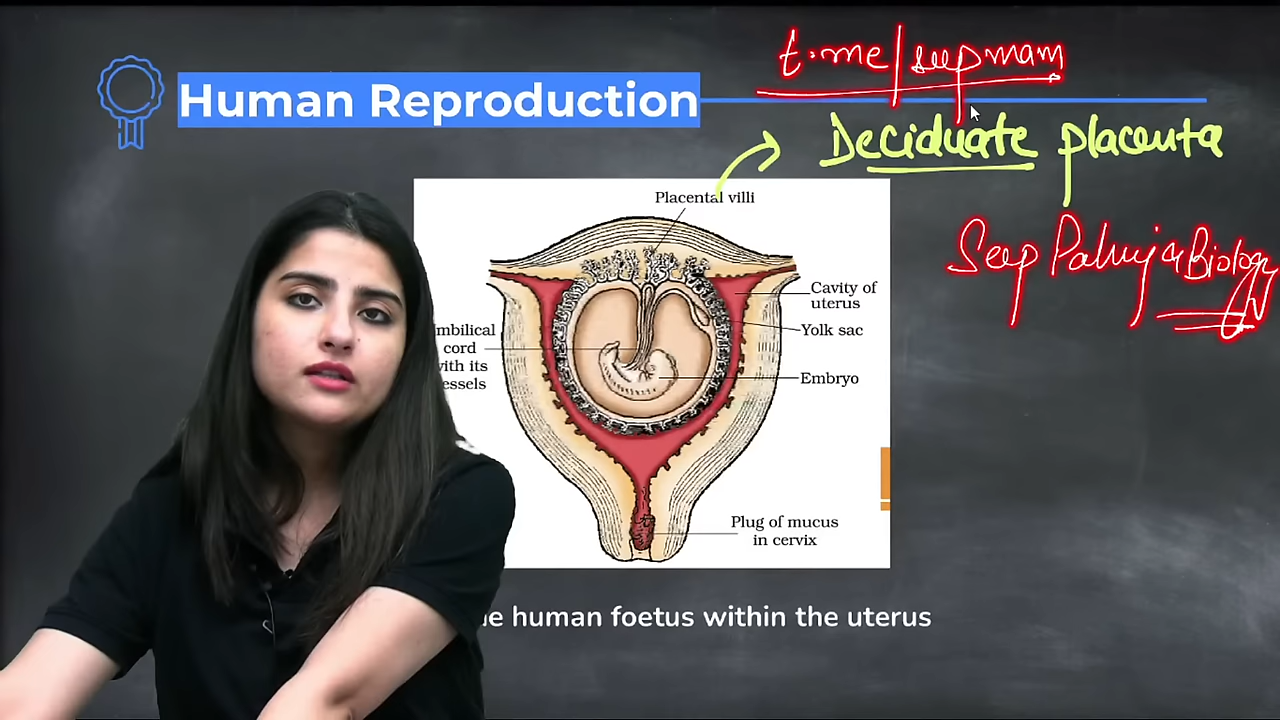 t.me/seepmam
Human Reproduction
Deciduate placenta
Placental villi
Seep Pahuja Biology
Cavity of
uterus
Yolk sac
mbilical
cord
with its
essels
Embryo
Plug of mucus
in cervix
e human foetus within the uterus